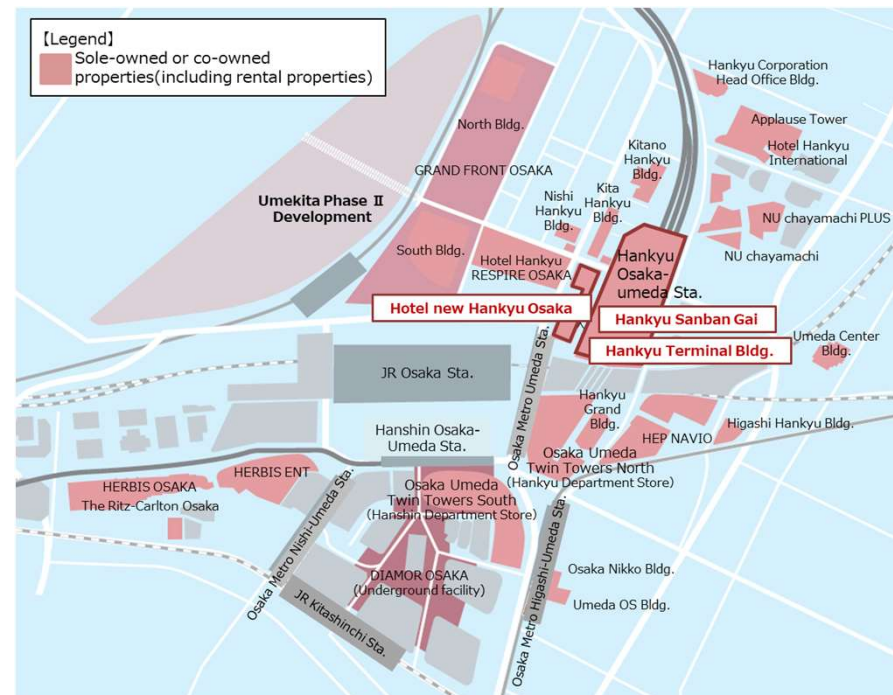 【Legend】
Sole-owned or co-owned
properties(including rental properties)
Hankyu Corporation
Head Office Bldg.
North Bldg.
Applause Tower
Kitano
Hankyu
Bldg.
Hotel Hankyu
International
GRAND FRONT OSAKA
Umekita Phase Ⅱ
Development
Nishi
Hankyu
Bldg.
Kita
Hankyu
Bldg.
NU chayamachi PLUS
South Bldg.
Hotel Hankyu
RESPIRE OSAKA
Hankyu
Osaka-
umeda Sta.
NU chayamachi
Hotel new Hankyu Osaka
Hankyu Sanban Gai
Hankyu Terminal Bldg.
Umeda Center
Bldg.
JR Osaka Sta.
Osaka Metro Umeda Sta.
Hanshin Osaka-
Umeda Sta.
Hankyu
Grand
Bldg.
HEP NAVIO
Higashi Hankyu Bldg.
HERBIS ENT
HERBIS OSAKA
The Ritz-Carlton Osaka
Osaka Metro Nishi-Umeda Sta.
Osaka Umeda
Twin Towers South
(Hanshin Department Store)
Osaka Umeda
Twin Towers North
(Hankyu Department Store)
DIAMOR OSAKA
(Underground facility)
JR Kitashinchi Sta.
Osaka Metro Higashi-Umeda Sta.
Osaka Nikko Bldg.
Umeda OS Bldg.